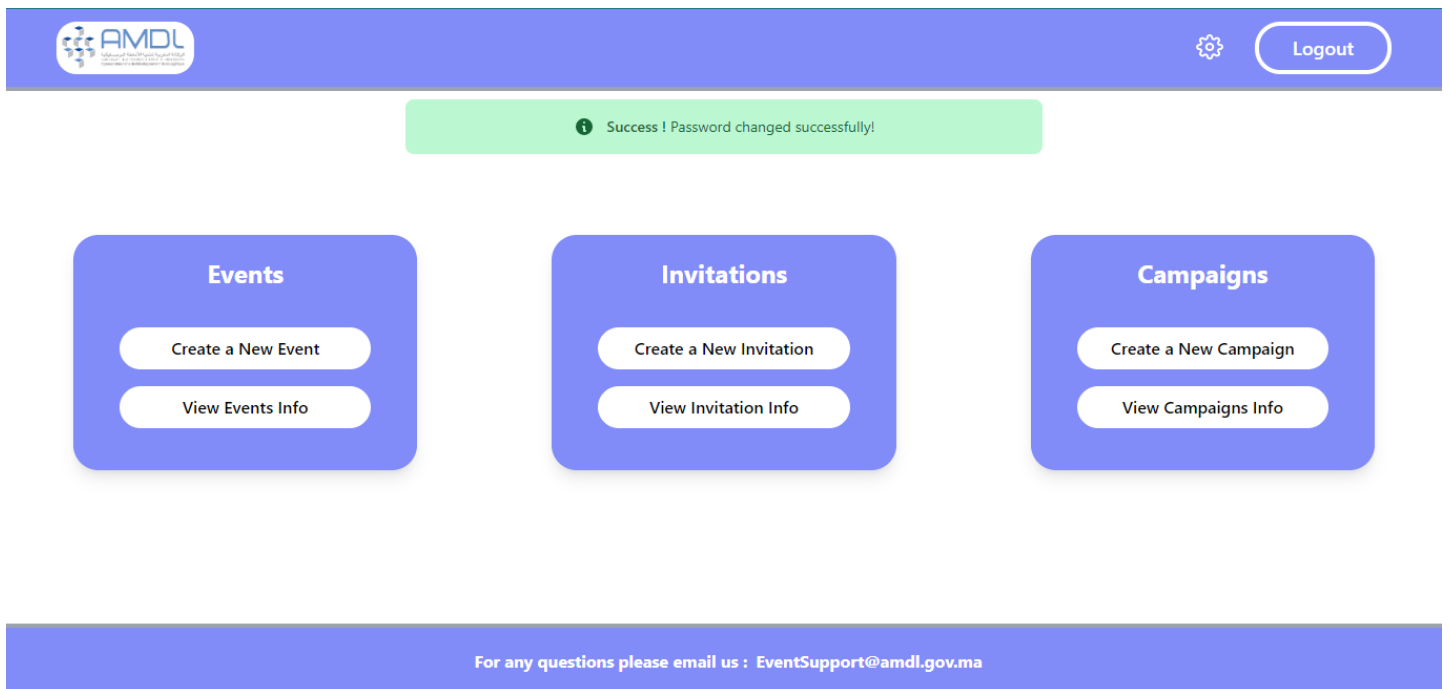 AMDL
Logout
Success ! Password changed successfully!
Events
Invitations
Campaigns
Create a New Event
Create a New Invitation
Create a New Campaign
View Events Info
View Invitation Info
View Campaigns Info
For any questions please email us : EventSupport@amdl.gov.ma